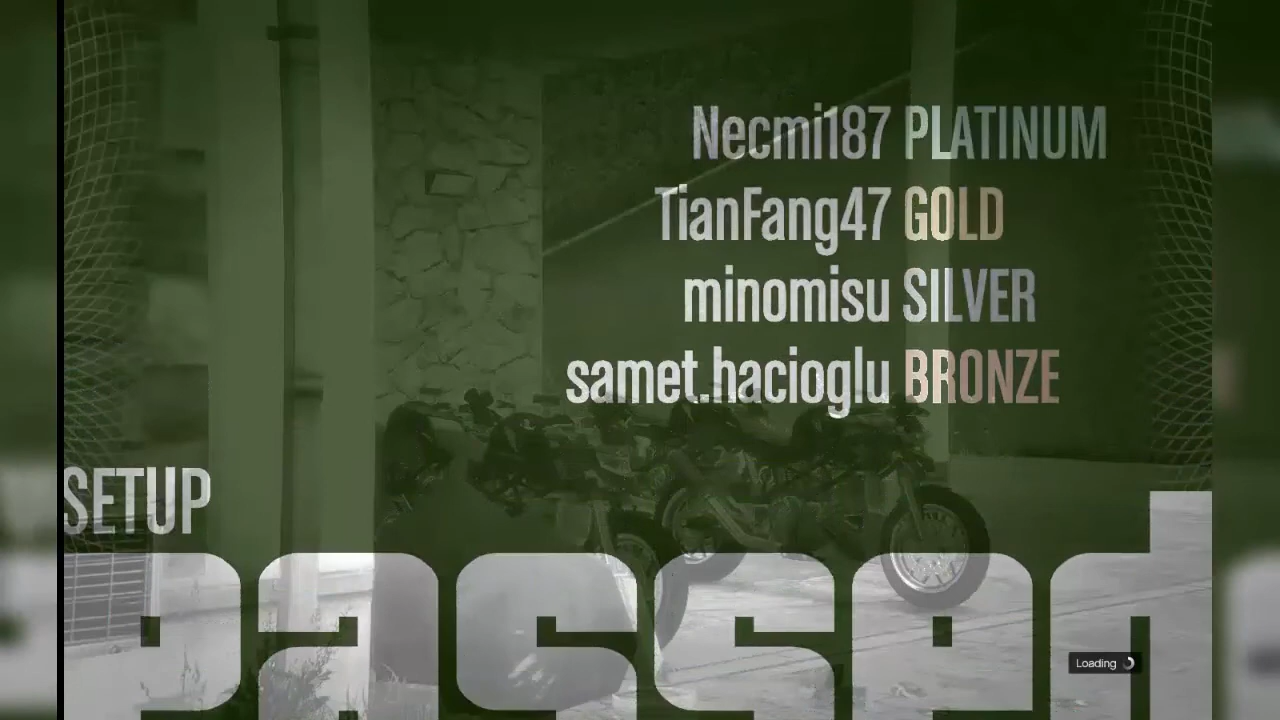 Necmi187 PLATINUM
TianFang47 GOLD
minomisu SILVER
samet.hacioglu BRONZE
SETUP
passed
Loading